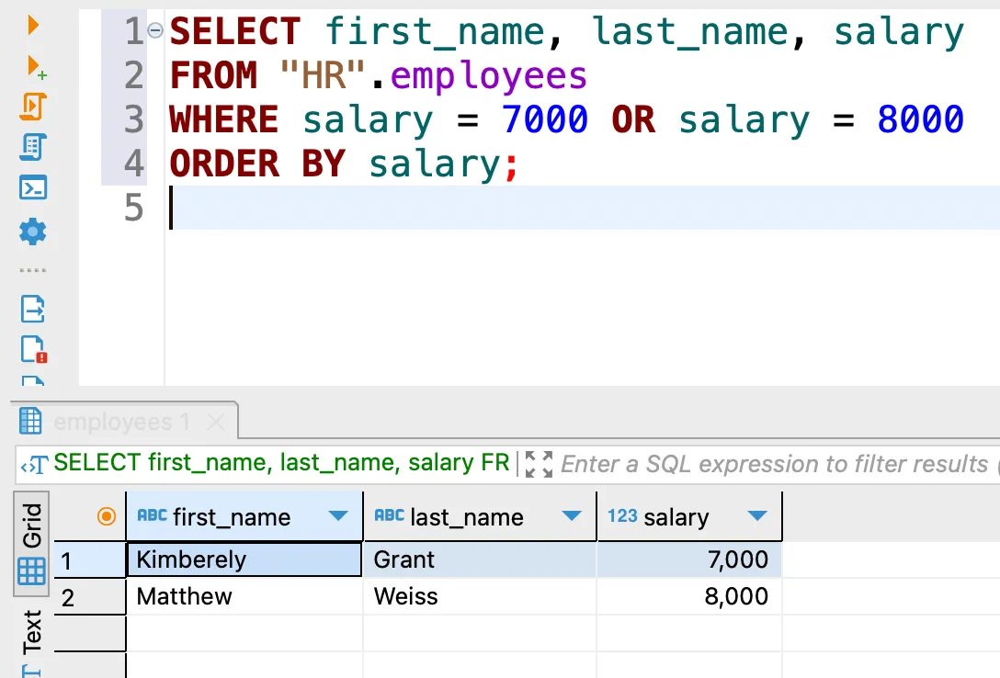 1 SELECT first_name, last_name, salary
2 FROM "HR".employees
3 WHERE salary = 7000 OR salary = 8000
4 ORDER BY salary;
5
employees 1
SELECT first_name, last_name, salary FR Enter a SQL expression to filter results (
Grid
Text
ABC first_name ABC last_name 123 salary
1 Kimberely Grant 7,000
2 Matthew Weiss 8,000